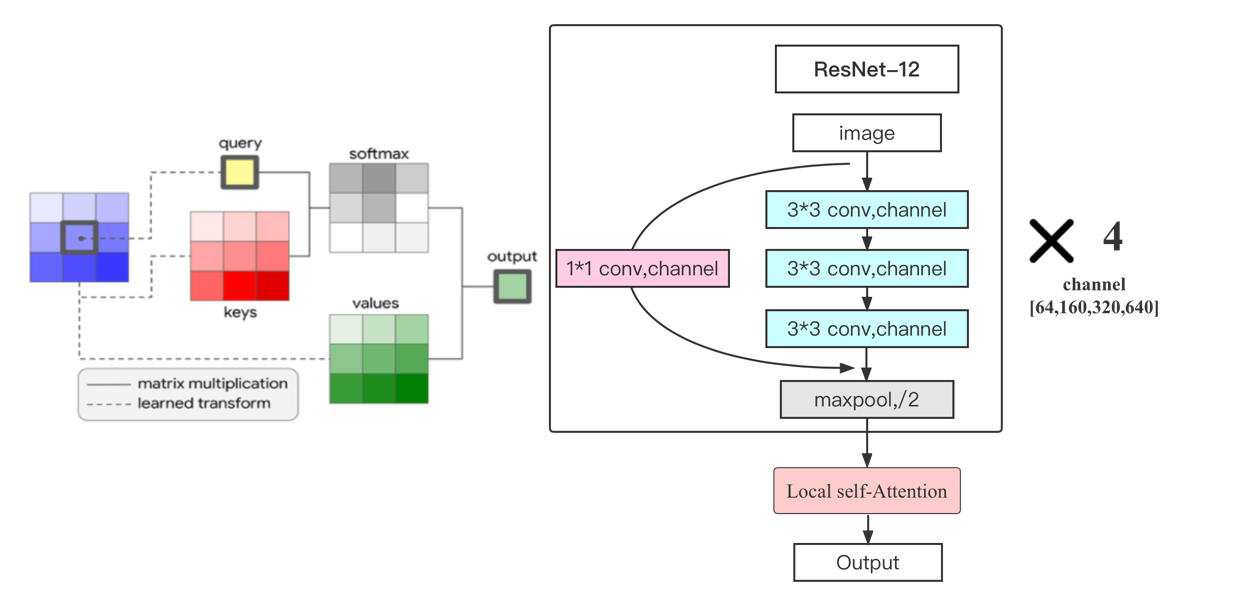 query
softmax
keys
values
output
matrix multiplication
learned transform
ResNet-12
image
3*3 conv,channel
1*1 conv,channel
3*3 conv,channel
3*3 conv,channel
maxpool,/2
Local self-Attention
Output
4
channel
[64,160,320,640]